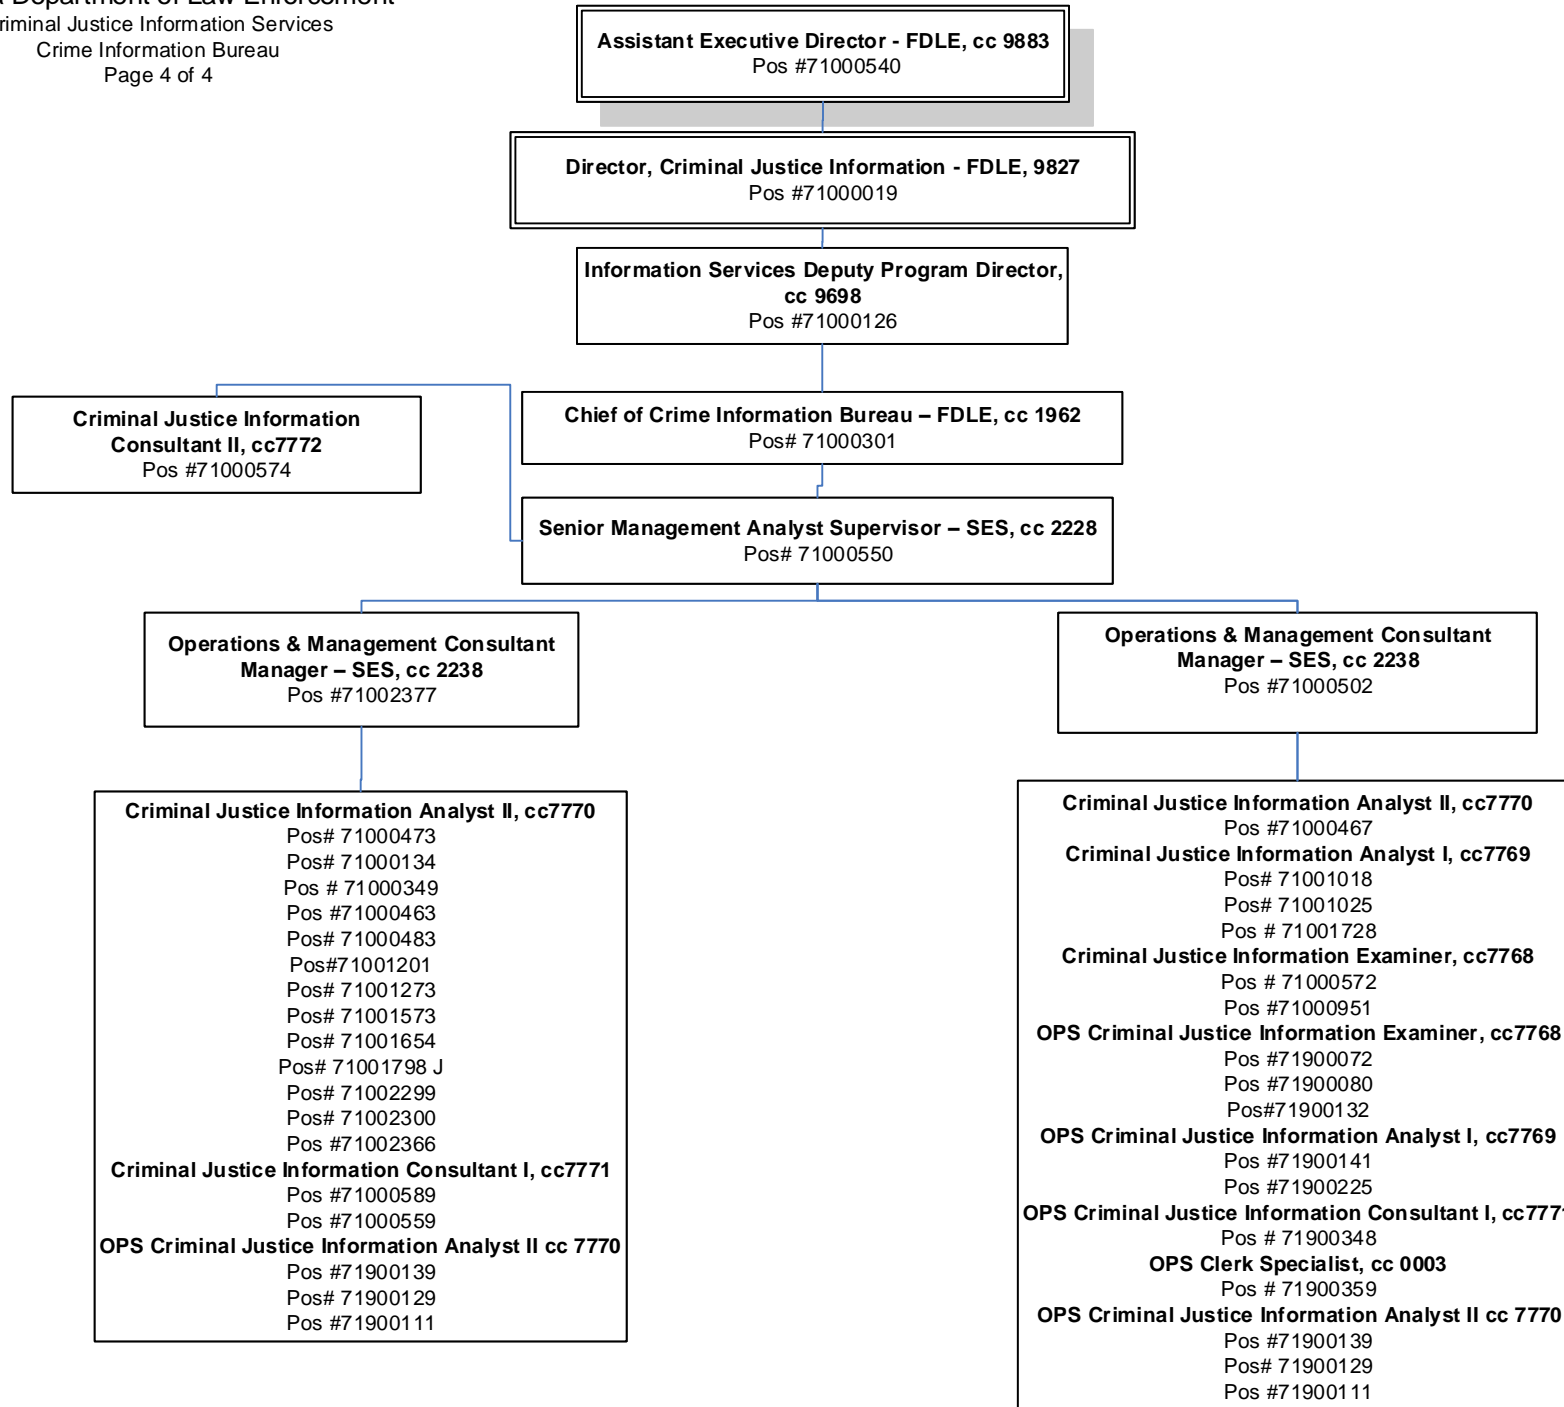 Department of Law Enforcement
Criminal Justice Information Services
Crime Information Bureau
Page 4 of 4
Assistant Executive Director - FDLE, cc 9883
Pos #71000540
Director, Criminal Justice Information - FDLE, 9827
Pos #71000019
Information Services Deputy Program Director,
cc 9698
Pos #71000126
Criminal Justice Information
Consultant II, cc7772
Pos #71000574
Chief of Crime Information Bureau – FDLE, cc 1962
Pos# 71000301
Senior Management Analyst Supervisor – SES, cc 2228
Pos# 71000550
Operations & Management Consultant
Manager – SES, cc 2238
Pos #71002377
Operations & Management Consultant
Manager – SES, cc 2238
Pos #71000502
Criminal Justice Information Analyst II, cc7770
Pos# 71000473
Pos# 71000134
Pos # 71000349
Pos #71000463
Pos# 71000483
Pos#71001201
Pos# 71001273
Pos# 71001573
Pos# 71001654
Pos# 71001798 J
Pos# 71002299
Pos# 71002300
Pos #71002366
Criminal Justice Information Consultant I, cc7771
Pos #71000589
Pos #71000559
OPS Criminal Justice Information Analyst II cc 7770
Pos #71900139
Pos# 71900129
Pos #71900111
Criminal Justice Information Analyst II, cc7770
Pos #71000467
Criminal Justice Information Analyst I, cc7769
Pos# 71001018
Pos# 71001025
Pos # 71001728
Criminal Justice Information Examiner, cc7768
Pos # 71000572
Pos #71000951
OPS Criminal Justice Information Examiner, cc7768
Pos #71900072
Pos #71900080
Pos#71900132
OPS Criminal Justice Information Analyst I, cc7769
Pos #71900141
Pos #71900225
OPS Criminal Justice Information Consultant I, cc7771
Pos # 71900348
OPS Clerk Specialist, cc 0003
Pos # 71900359
OPS Criminal Justice Information Analyst II cc 7770
Pos #71900139
Pos# 71900129
Pos #71900111